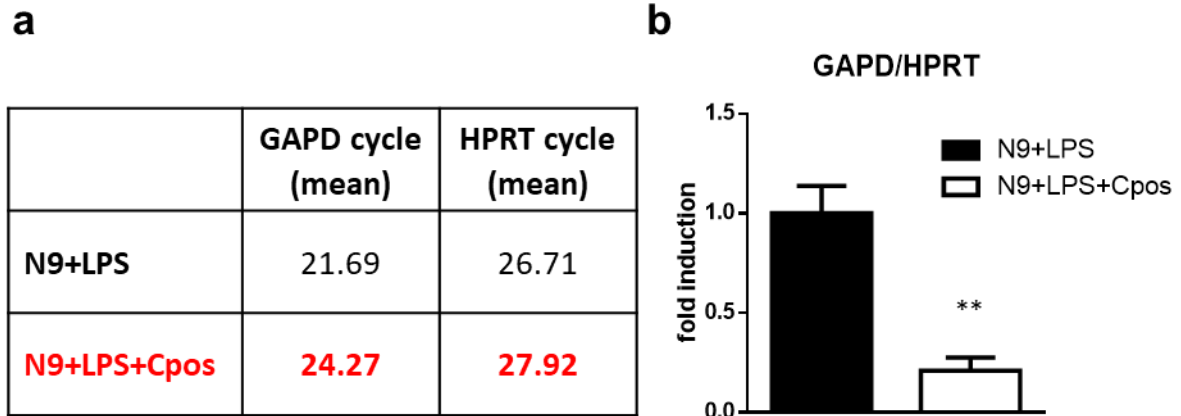 a
GAPD cycle (mean) HPRT cycle (mean)
N9+LPS 21.69 26.71
N9+LPS+Cpos 24.27 27.92
b
GAPD/HPRT
fold induction
1.5
1.0
0.5
0.0
N9+LPS
N9+LPS+Cpos
**